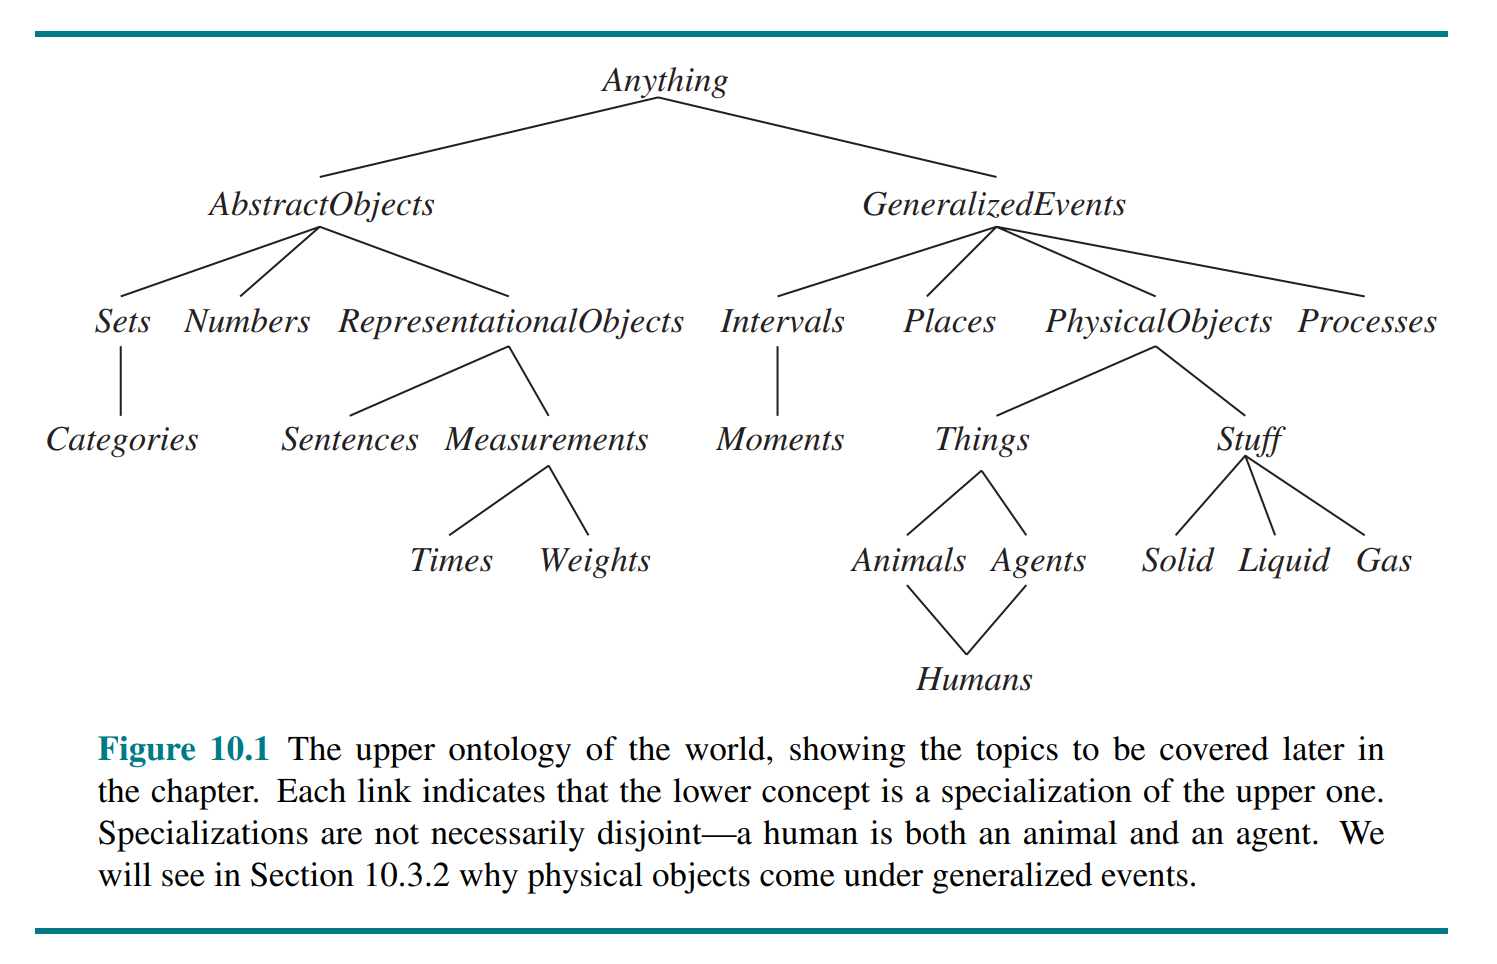 Anything
AbstractObjects GeneralizedEvents
Sets Numbers RepresentationalObjects Intervals Places PhysicalObjects Processes
Categories Sentences Measurements Moments Things Stuff
Times Weights Animals Agents Solid Liquid Gas
Humans
Figure 10.1 The upper ontology of the world, showing the topics to be covered later in
the chapter. Each link indicates that the lower concept is a specialization of the upper one.
Specializations are not necessarily disjoint—a human is both an animal and an agent. We
will see in Section 10.3.2 why physical objects come under generalized events.